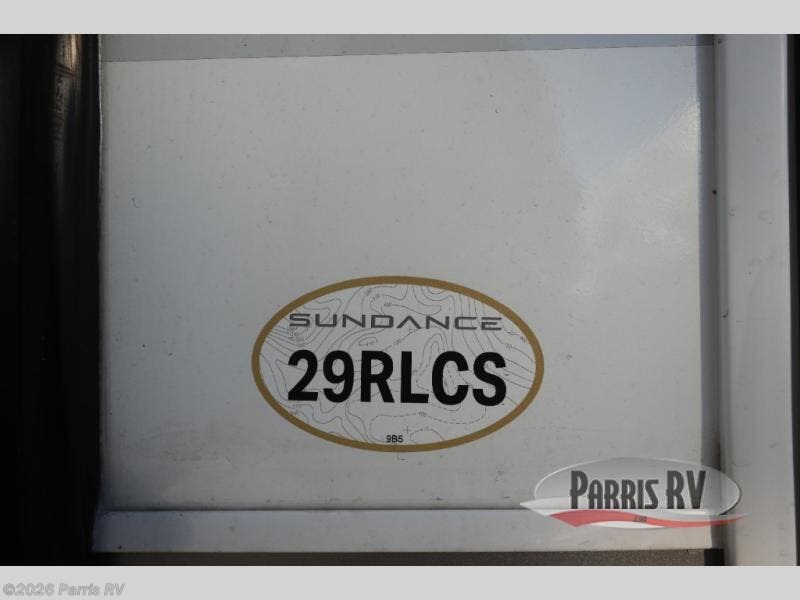 SUNDANCE
29RLCS
9B5
PARRIS RV
©2026 Parris RV